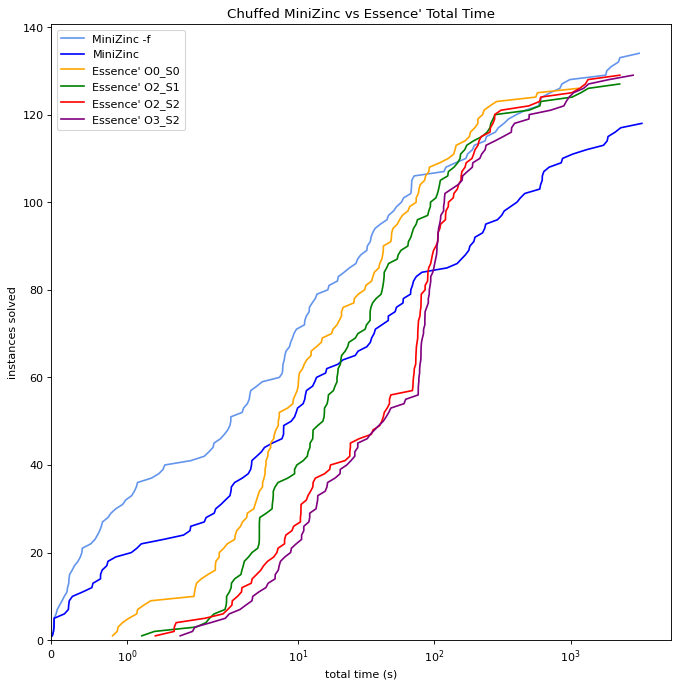 Chuffed MiniZinc vs Essence' Total Time
MiniZinc -f
MiniZinc
Essence' O0_S0
Essence' O2_S1
Essence' O2_S2
Essence' O3_S2
instances solved
140
120
100
80
60
40
20
0
0 10⁰ 10¹ 10² 10³
total time (s)